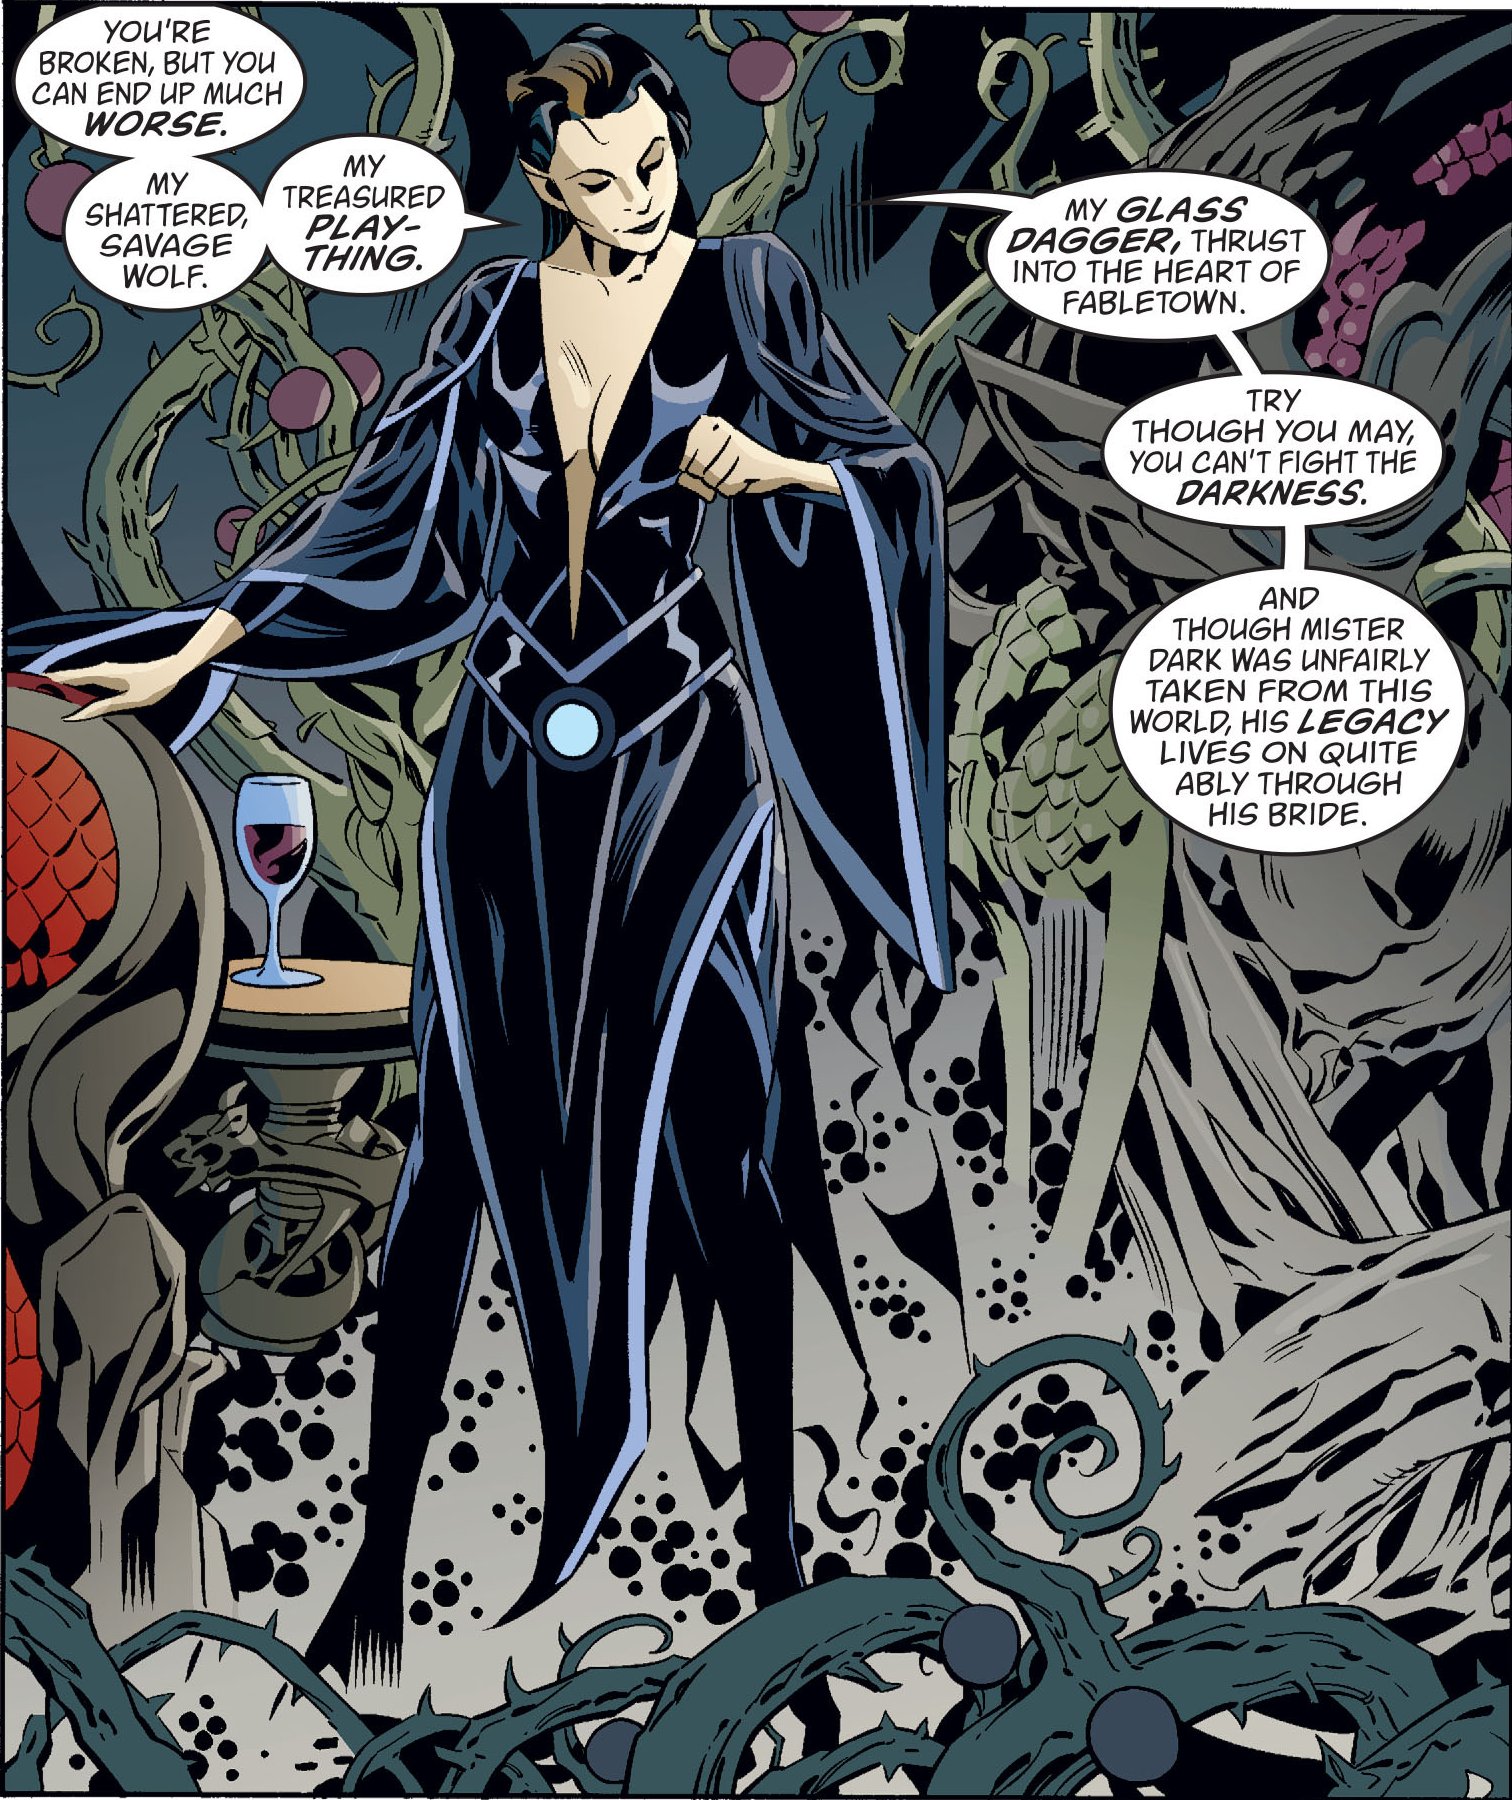 YOU'RE
BROKEN, BUT YOU
CAN END UP MUCH
WORSE.
MY
SHATTERED,
SAVAGE
WOLF.
MY
TREASURED
PLAY-
THING.
MY GLASS
DAGGER, THRUST
INTO THE HEART OF
FABLETOWN.
TRY
THOUGH YOU MAY,
YOU CAN'T FIGHT THE
DARKNESS.
AND
THOUGH MISTER
DARK WAS UNFAIRLY
TAKEN FROM THIS
WORLD, HIS LEGACY
LIVES ON QUITE
ABLY THROUGH
HIS BRIDE.